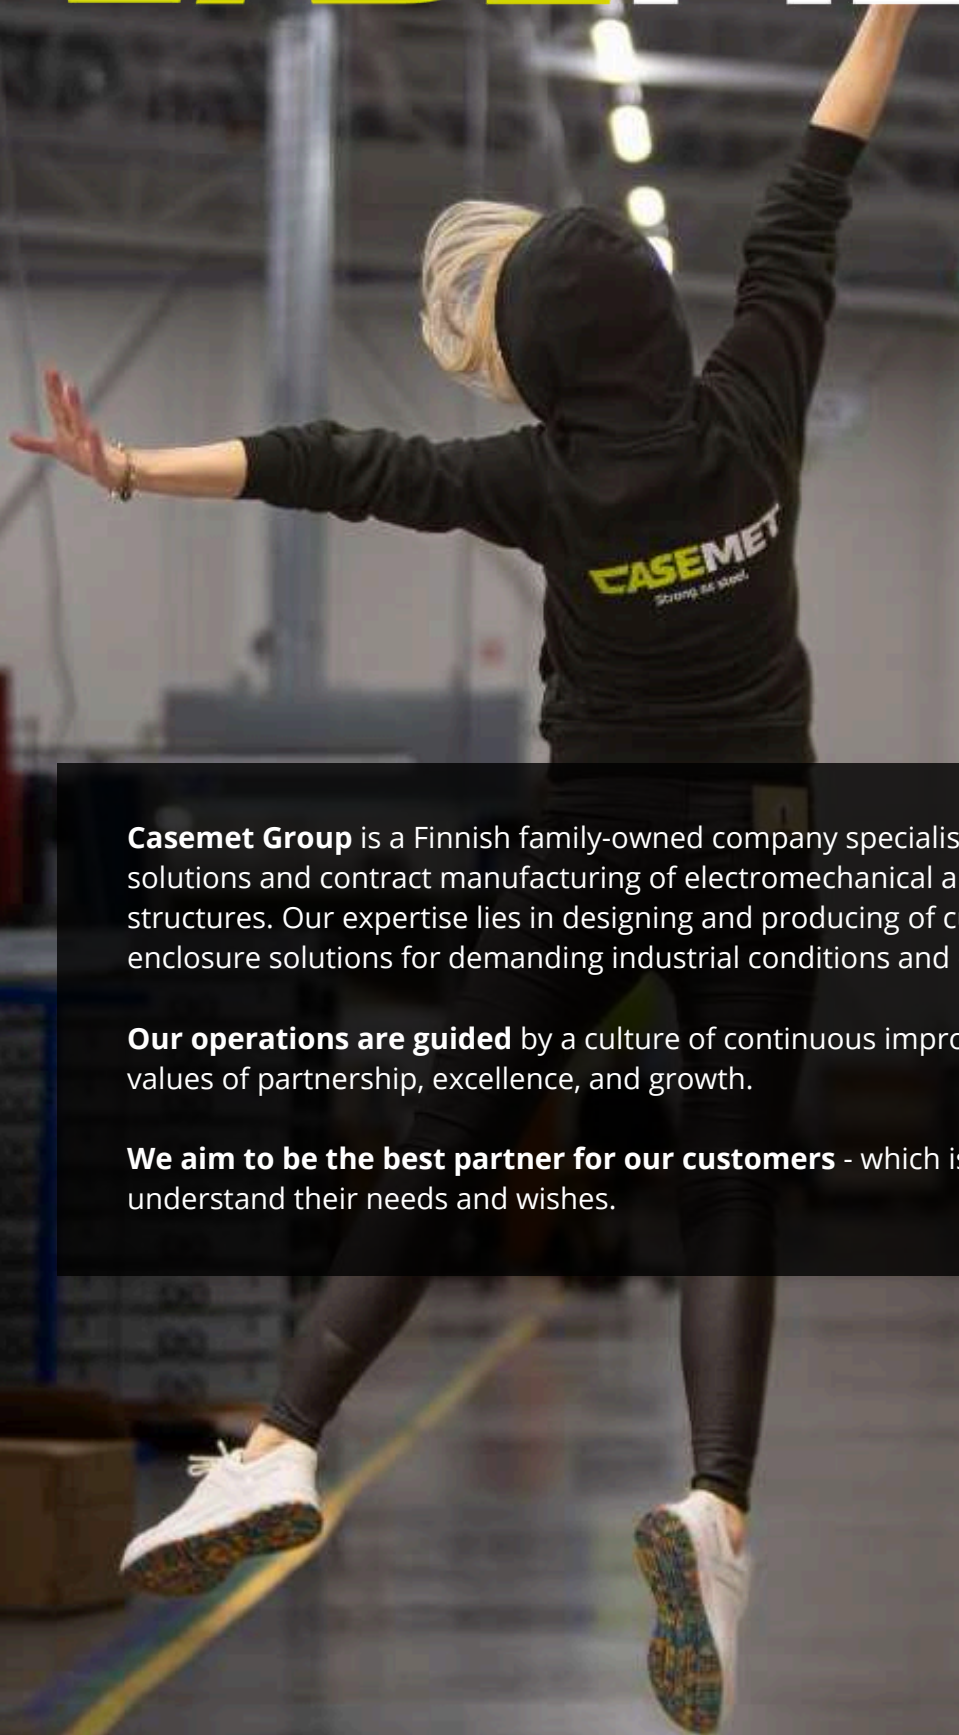 CASEMET
Strong as steel.
Casemet Group is a Finnish family-owned company specialis
solutions and contract manufacturing of electromechanical a
structures. Our expertise lies in designing and producing of c
enclosure solutions for demanding industrial conditions and
Our operations are guided by a culture of continuous impro
values of partnership, excellence, and growth.
We aim to be the best partner for our customers - which is
understand their needs and wishes.